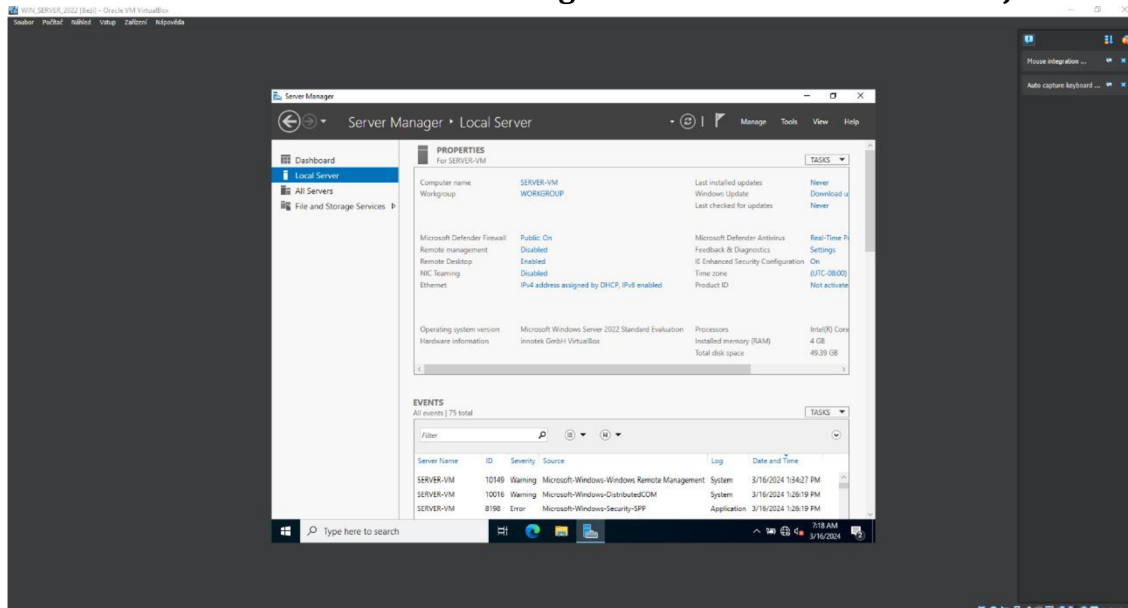 WIN_SERVER_2022 [Běží] - Oracle VM VirtualBox
Soubor Počítač Náhled Vstup Zařízení Nápověda
Mouse integration ...
Auto capture keyboard ...
Server Manager
Server Manager • Local Server
Manage Tools View Help
Dashboard
Local Server
All Servers
File and Storage Services
PROPERTIES
For SERVER-VM
TASKS
Computer name SERVER-VM Last installed updates Never
Workgroup WORKGROUP Windows Update Download u
Last checked for updates Never
Microsoft Defender Firewall Public: On Microsoft Defender Antivirus Real-Time P
Remote management Disabled Feedback & Diagnostics Settings
Remote Desktop Enabled IE Enhanced Security Configuration On
NIC Teaming Disabled Time zone (UTC-08:00)
Ethernet IPv4 address assigned by DHCP, IPv6 enabled Product ID Not activate
Operating system version Microsoft Windows Server 2022 Standard Evaluation Processors Intel(R) Core
Hardware information innotek GmbH VirtualBox Installed memory (RAM) 4 GB
Total disk space 49.39 GB
EVENTS
All events | 75 total
TASKS
Filter
Server Name ID Severity Source Log Date and Time
SERVER-VM 10149 Warning Microsoft-Windows-Windows Remote Management System 3/16/2024 1:34:27 PM
SERVER-VM 10016 Warning Microsoft-Windows-DistributedCOM System 3/16/2024 1:26:19 PM
SERVER-VM 8198 Error Microsoft-Windows-Security-SPP Application 3/16/2024 1:26:19 PM
Type here to search
7:18 AM
3/16/2024
2